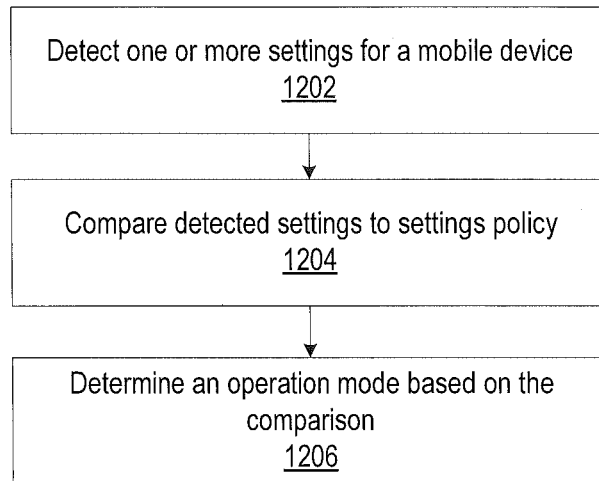 Detect one or more settings for a mobile device
1202
Compare detected settings to settings policy
1204
Determine an operation mode based on the
comparison
1206